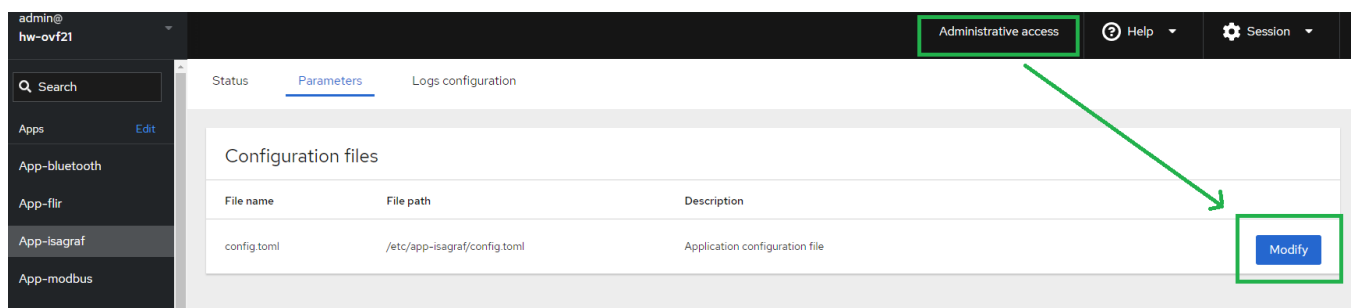 admin@
hw-ovf21
Administrative access
Help
Session
Search
Status Parameters Logs configuration
Apps Edit
App-bluetooth
App-flir
App-isagraf
App-modbus
Configuration files
File name File path Description
config.toml /etc/app-isagraf/config.toml Application configuration file
Modify